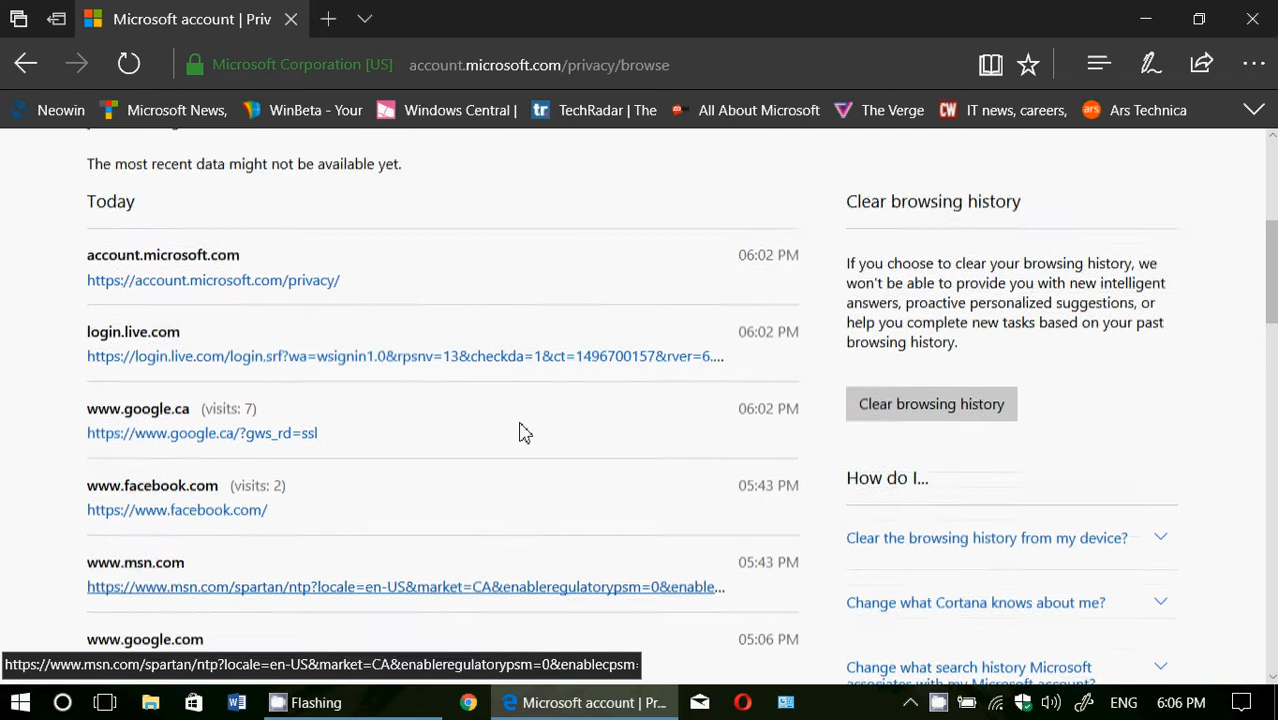 Microsoft account | Priv
Microsoft Corporation [US] account.microsoft.com/privacy/browse
Neowin Microsoft News, WinBeta - Your Windows Central | TechRadar | The All About Microsoft The Verge IT news, careers, Ars Technica
The most recent data might not be available yet.
Today
account.microsoft.com 06:02 PM
https://account.microsoft.com/privacy/
login.live.com 06:02 PM
https://login.live.com/login.srf?wa=wsignin1.0&rpsnv=13&checkda=1&ct=1496700157&rver=6....
www.google.ca (visits: 7) 06:02 PM
https://www.google.ca/?gws_rd=ssl
www.facebook.com (visits: 2) 05:43 PM
https://www.facebook.com/
www.msn.com 05:43 PM
https://www.msn.com/spartan/ntp?locale=en-US&market=CA&enableregulatorypsm=0&enable...
www.google.com 05:06 PM
https://www.msn.com/spartan/ntp?locale=en-US&market=CA&enableregulatorypsm=0&enablecpsm=
Clear browsing history
If you choose to clear your browsing history, we
won't be able to provide you with new intelligent
answers, proactive personalized suggestions, or
help you complete new tasks based on your past
browsing history.
Clear browsing history
How do I...
Clear the browsing history from my device?
Change what Cortana knows about me?
Change what search history Microsoft
associates with my Microsoft account?
Flashing Microsoft account | Pr... ENG 6:06 PM